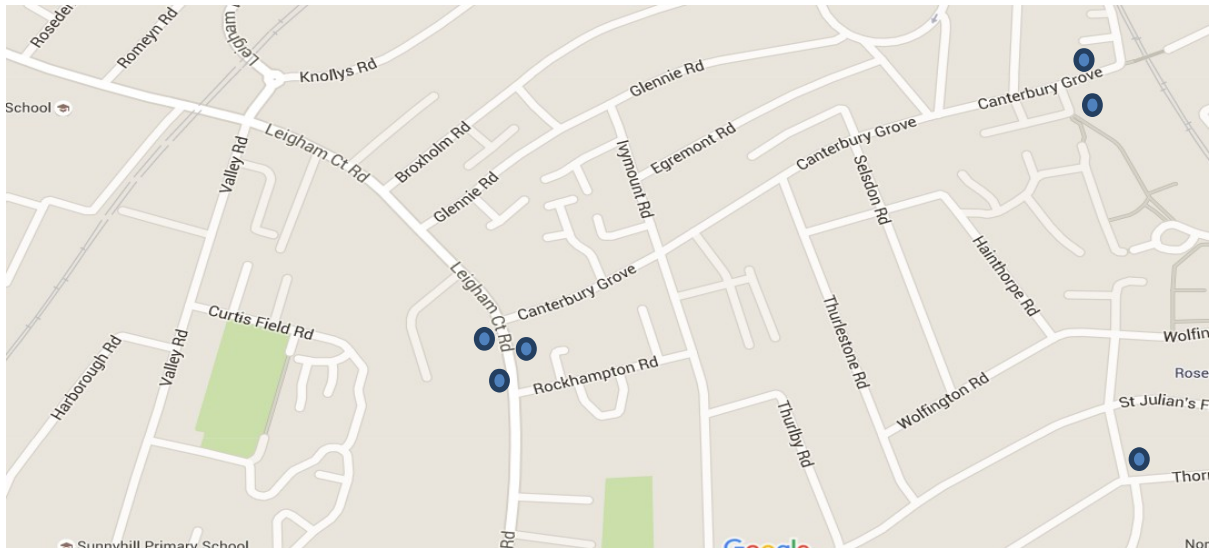 Rosede
Romeyn Rd
Leigham
Knollys Rd
School
Leigham Ct Rd
Valley Rd
Broxholm Rd
Glennie Rd
Glennie Rd
Ivymount Rd
Egremont Rd
Canterbury Grove
Canterbury Grove
Selsdon Rd
Hainthorpe Rd
Leigham Ct Rd
Canterbury Grove
Curtis Field Rd
Valley Rd
Harborough Rd
Rockhampton Rd
Thurlestone Rd
Wolfington Rd
Wolfin
Rose
St Julian's F
Thurlby Rd
Thorn
Rd
Sunnyhill Primary School
Google
Nor